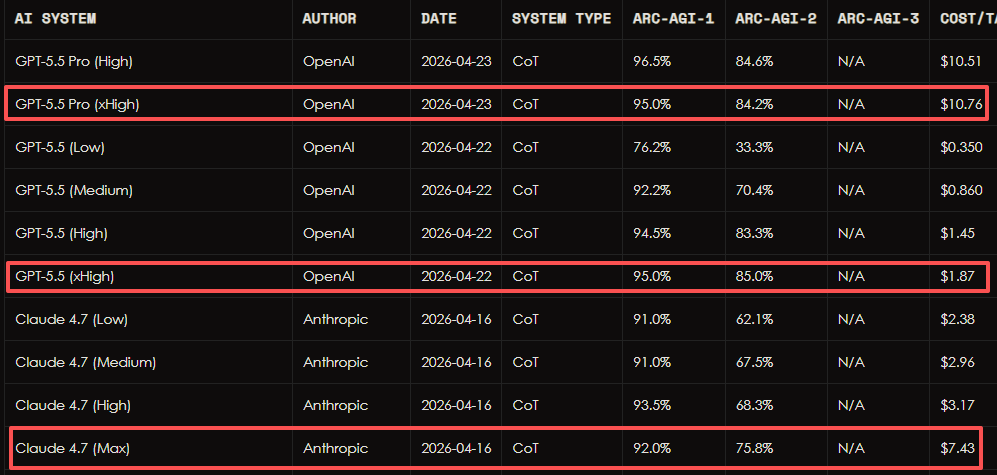 AI SYSTEM AUTHOR DATE SYSTEM TYPE ARC-AGI-1 ARC-AGI-2 ARC-AGI-3 COST/TA
GPT-5.5 Pro (High) OpenAI 2026-04-23 CoT 96.5% 84.6% N/A $10.51
GPT-5.5 Pro (xHigh) OpenAI 2026-04-23 CoT 95.0% 84.2% N/A $10.76
GPT-5.5 (Low) OpenAI 2026-04-22 CoT 76.2% 33.3% N/A $0.350
GPT-5.5 (Medium) OpenAI 2026-04-22 CoT 92.2% 70.4% N/A $0.860
GPT-5.5 (High) OpenAI 2026-04-22 CoT 94.5% 83.3% N/A $1.45
GPT-5.5 (xHigh) OpenAI 2026-04-22 CoT 95.0% 85.0% N/A $1.87
Claude 4.7 (Low) Anthropic 2026-04-16 CoT 91.0% 62.1% N/A $2.38
Claude 4.7 (Medium) Anthropic 2026-04-16 CoT 91.0% 67.5% N/A $2.96
Claude 4.7 (High) Anthropic 2026-04-16 CoT 93.5% 68.3% N/A $3.17
Claude 4.7 (Max) Anthropic 2026-04-16 CoT 92.0% 75.8% N/A $7.43